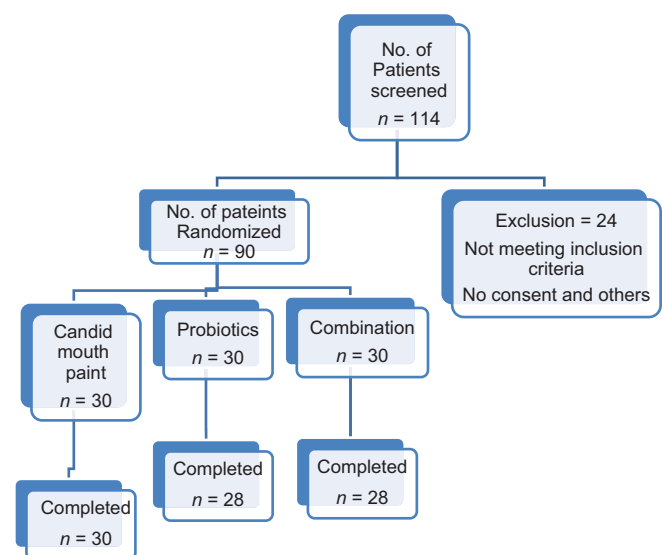 No. of
Patients
screened
n = 114
No. of pateints
Randomized
n = 90
Exclusion = 24
Not meeting inclusion
criteria
No consent and others
Candid
mouth
paint
n = 30
Probiotics
n = 30
Combination
n = 30
Completed
n = 30
Completed
n = 28
Completed
n = 28